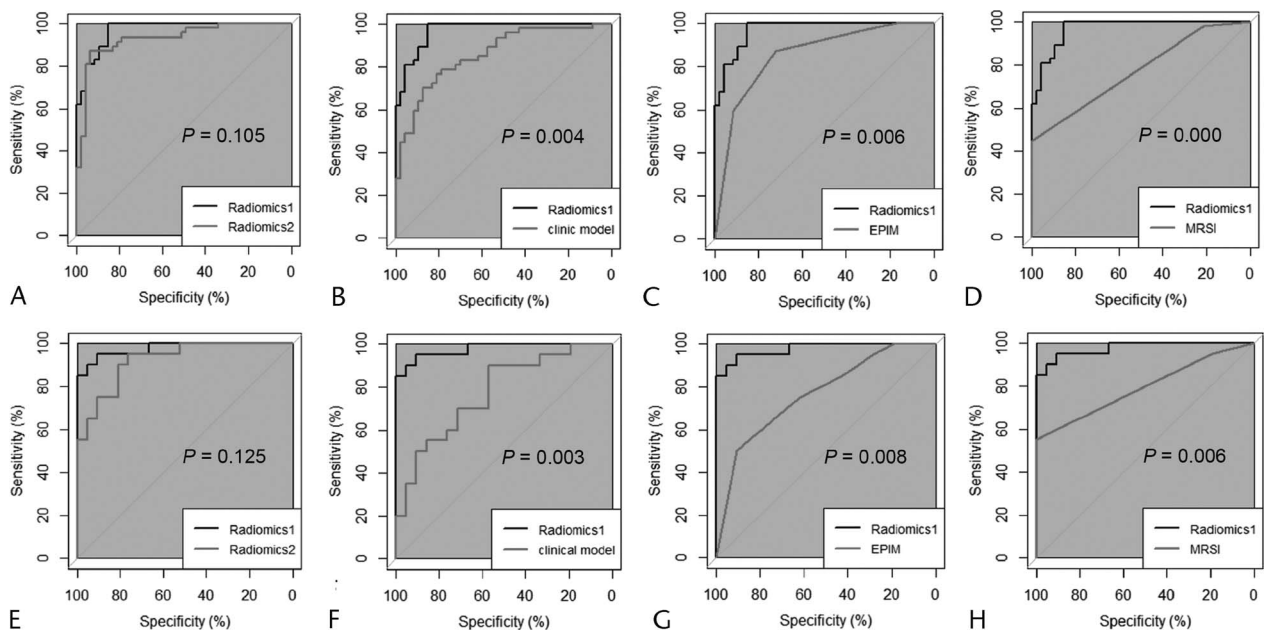 100
80
60
40
20
0
Sensitivity (%)
P = 0.105
Radiomics1
Radiomics2
100 80 60 40 20 0
Specificity (%)
A
100
80
60
40
20
0
Sensitivity (%)
P = 0.004
Radiomics1
clinic model
100 80 60 40 20 0
Specificity (%)
B
100
80
60
40
20
0
Sensitivity (%)
P = 0.006
Radiomics1
EPIM
100 80 60 40 20 0
Specificity (%)
C
100
80
60
40
20
0
Sensitivity (%)
P = 0.000
Radiomics1
MRSI
100 80 60 40 20 0
Specificity (%)
D
100
80
60
40
20
0
Sensitivity (%)
P = 0.125
Radiomics1
Radiomics2
100 80 60 40 20 0
Specificity (%)
E
100
80
60
40
20
0
Sensitivity (%)
P = 0.003
Radiomics1
clinical model
100 80 60 40 20 0
Specificity (%)
F
100
80
60
40
20
0
Sensitivity (%)
P = 0.008
Radiomics1
EPIM
100 80 60 40 20 0
Specificity (%)
G
100
80
60
40
20
0
Sensitivity (%)
P = 0.006
Radiomics1
MRSI
100 80 60 40 20 0
Specificity (%)
H